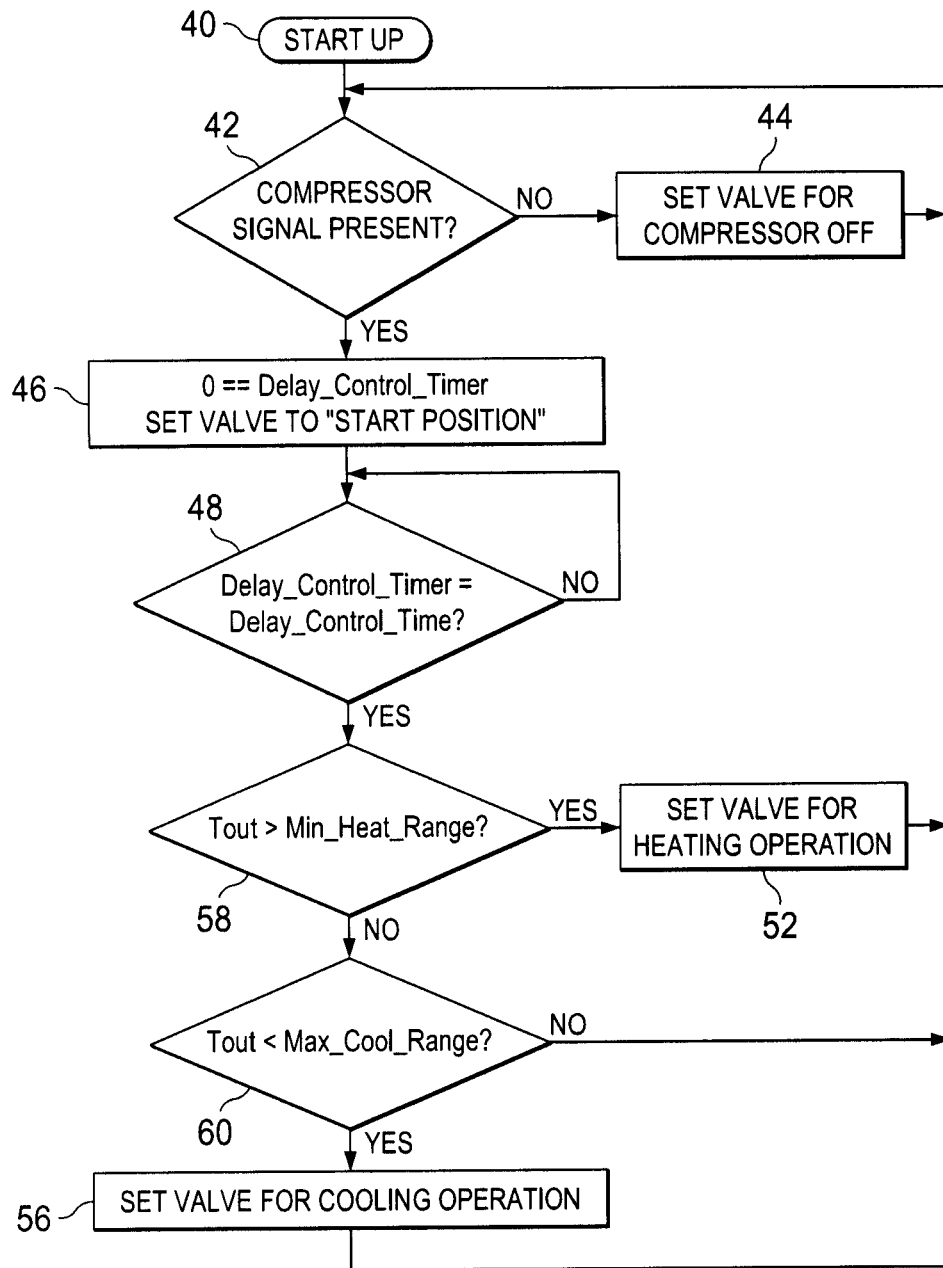 40
START UP
42
COMPRESSOR
SIGNAL PRESENT?
NO
44
SET VALVE FOR
COMPRESSOR OFF
YES
46
0 == Delay_Control_Timer
SET VALVE TO "START POSITION"
48
Delay_Control_Timer =
Delay_Control_Time?
NO
YES
Tout > Min_Heat_Range?
YES
SET VALVE FOR
HEATING OPERATION
58
52
NO
Tout < Max_Cool_Range?
NO
60
YES
56
SET VALVE FOR COOLING OPERATION